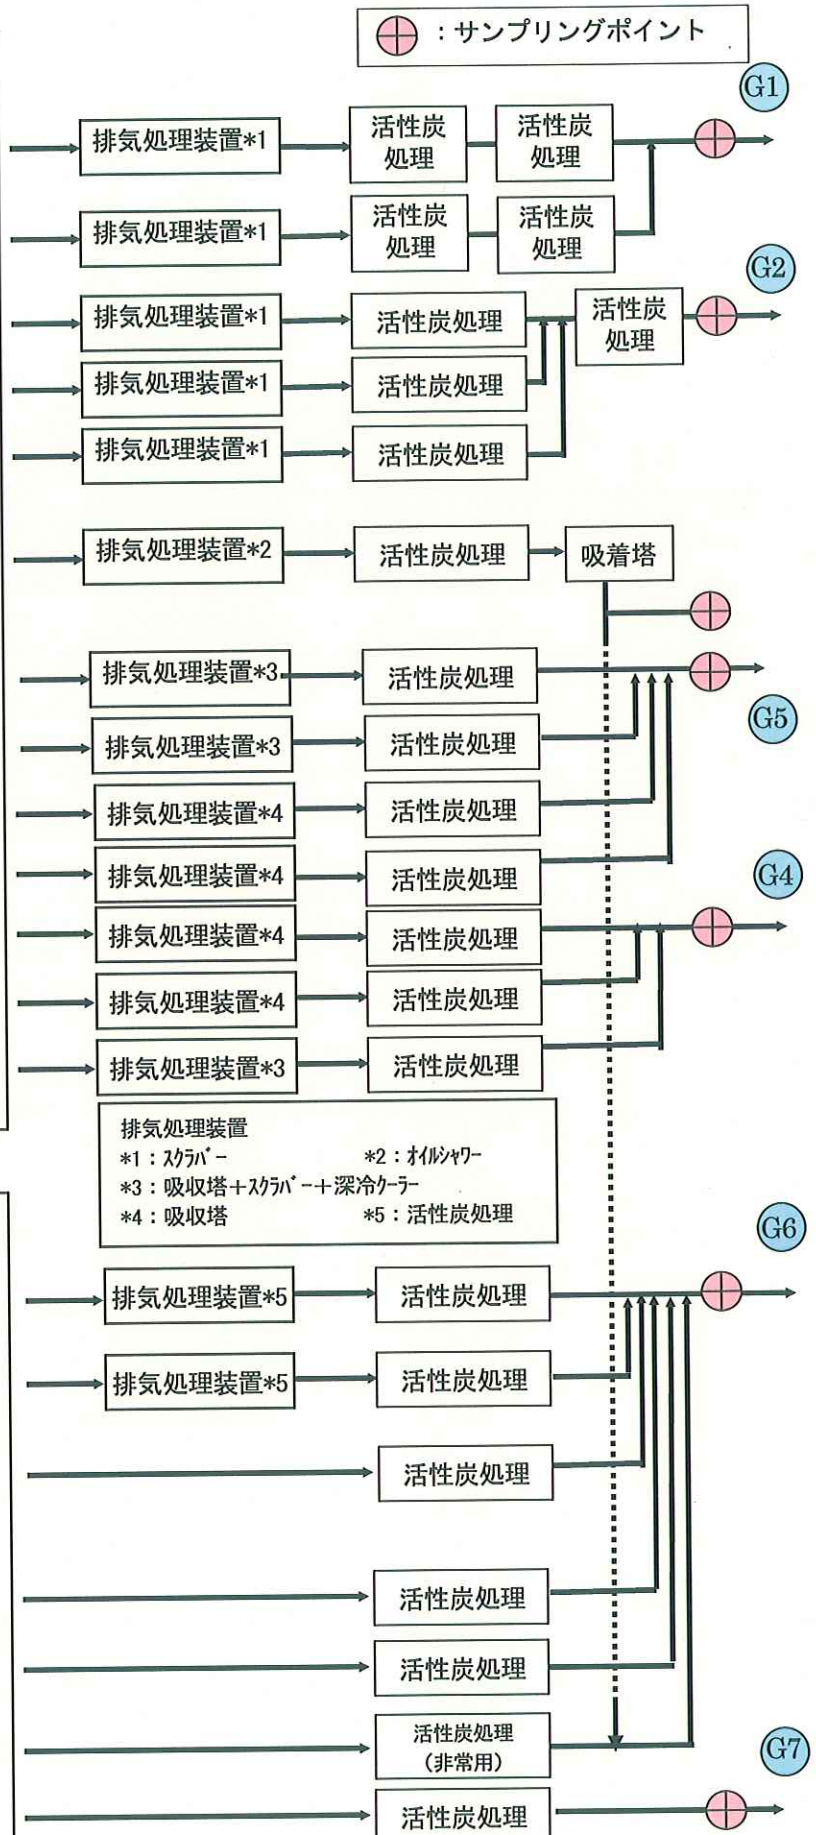 ：サンプリングポイント
G1
排気処理装置*1
活性炭
処理
活性炭
処理
排気処理装置*1
活性炭
処理
活性炭
処理
G2
排気処理装置*1
活性炭処理
活性炭
処理
排気処理装置*1
活性炭処理
排気処理装置*1
活性炭処理
排気処理装置*2
活性炭処理
吸着塔
排気処理装置*3
活性炭処理
G5
排気処理装置*3
活性炭処理
排気処理装置*4
活性炭処理
排気処理装置*4
活性炭処理
G4
排気処理装置*4
活性炭処理
排気処理装置*4
活性炭処理
排気処理装置*3
活性炭処理
排気処理装置
*1：ｽｸﾗﾊﾞｰ *2：ｵｲﾙｼｬﾜｰ
*3：吸収塔＋ｽｸﾗﾊﾞｰ＋深冷ｸｰﾗｰ
*4：吸収塔 *5：活性炭処理
G6
排気処理装置*5
活性炭処理
排気処理装置*5
活性炭処理
活性炭処理
活性炭処理
活性炭処理
活性炭処理
(非常用)
G7
活性炭処理